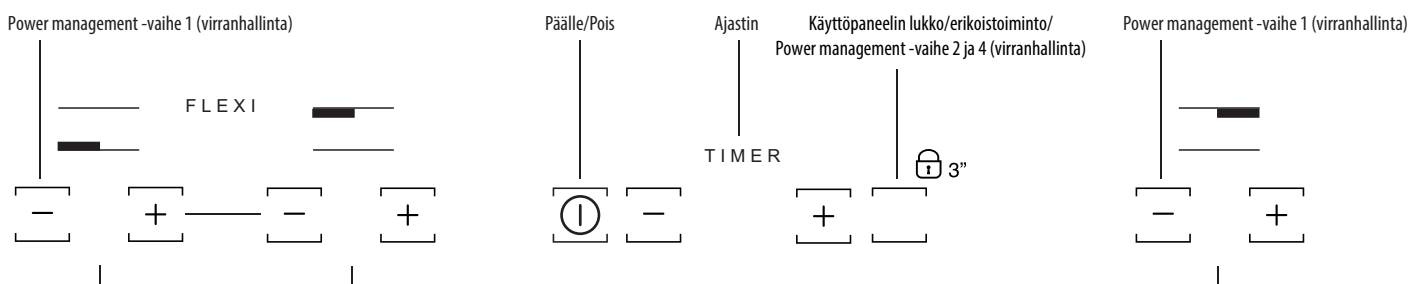 Power management -vaihe 1 (virranhallinta)
Päälle/Pois
Ajastin
Käyttöpaneelin lukko/erikoistoiminto/
Power management -vaihe 2 ja 4 (virranhallinta)
Power management -vaihe 1 (virranhallinta)
FLEXI
TIMER
3”
− + − + − + − +